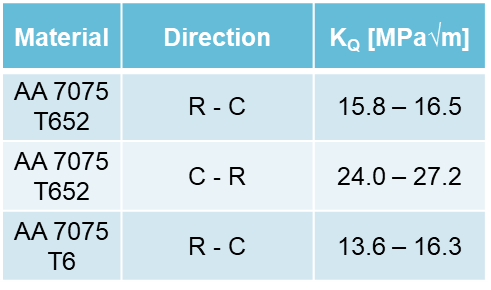 Material Direction K_Q [MPa√m]
AA 7075
T652 R - C 15.8 – 16.5
AA 7075
T652 C - R 24.0 – 27.2
AA 7075
T6 R - C 13.6 – 16.3